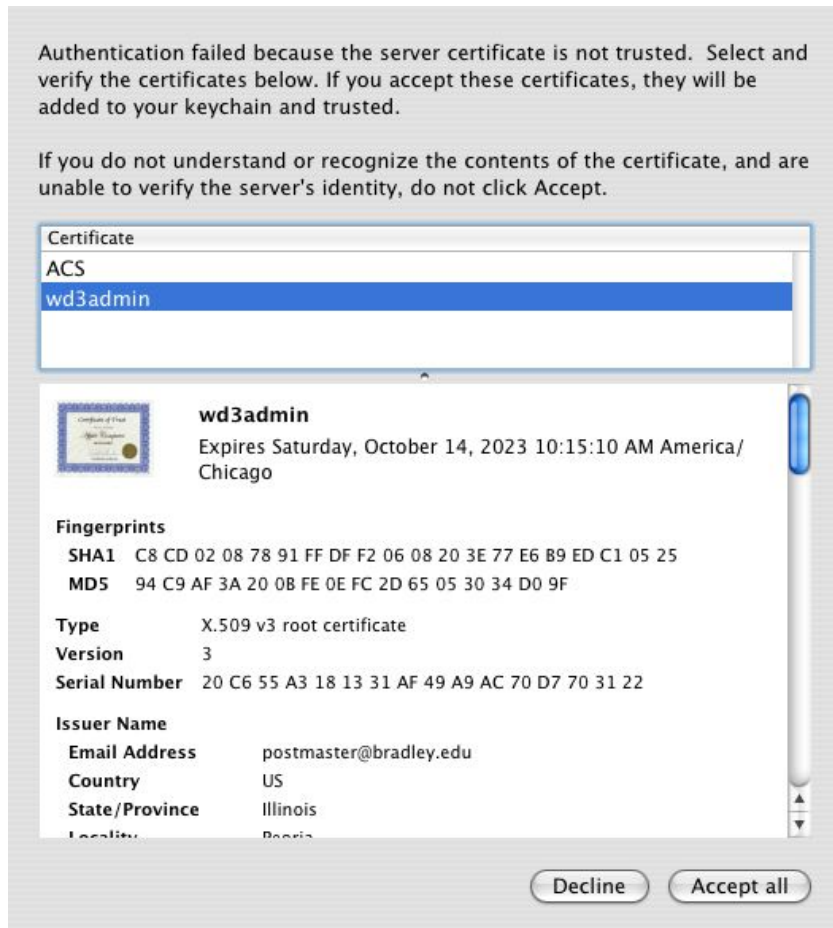 Authentication failed because the server certificate is not trusted. Select and
verify the certificates below. If you accept these certificates, they will be
added to your keychain and trusted.
If you do not understand or recognize the contents of the certificate, and are
unable to verify the server's identity, do not click Accept.
Certificate
ACS
wd3admin
wd3admin
Expires Saturday, October 14, 2023 10:15:10 AM America/
Chicago
Fingerprints
SHA1 C8 CD 02 08 78 91 FF DF F2 06 08 20 3E 77 E6 B9 ED C1 05 25
MD5 94 C9 AF 3A 20 0B FE 0E FC 2D 65 05 30 34 D0 9F
Type X.509 v3 root certificate
Version 3
Serial Number 20 C6 55 A3 18 13 31 AF 49 A9 AC 70 D7 70 31 22
Issuer Name
Email Address postmaster@bradley.edu
Country US
State/Province Illinois
Locality Peoria
Decline Accept all